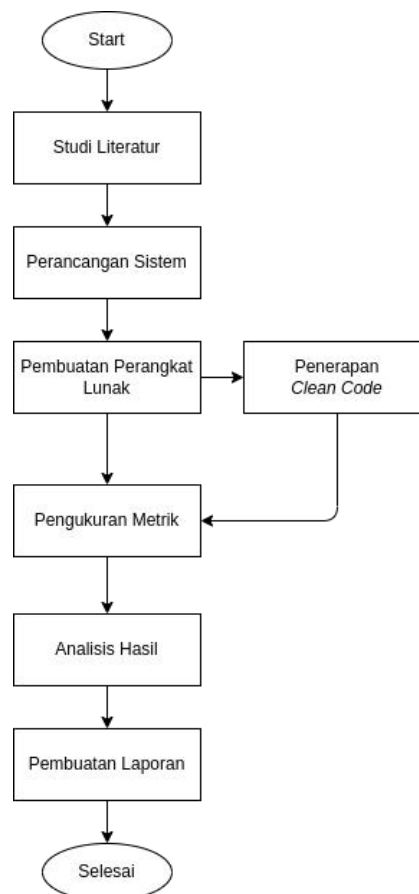 Start
Studi Literatur
Perancangan Sistem
Pembuatan Perangkat
Lunak
Penerapan
Clean Code
Pengukuran Metrik
Analisis Hasil
Pembuatan Laporan
Selesai